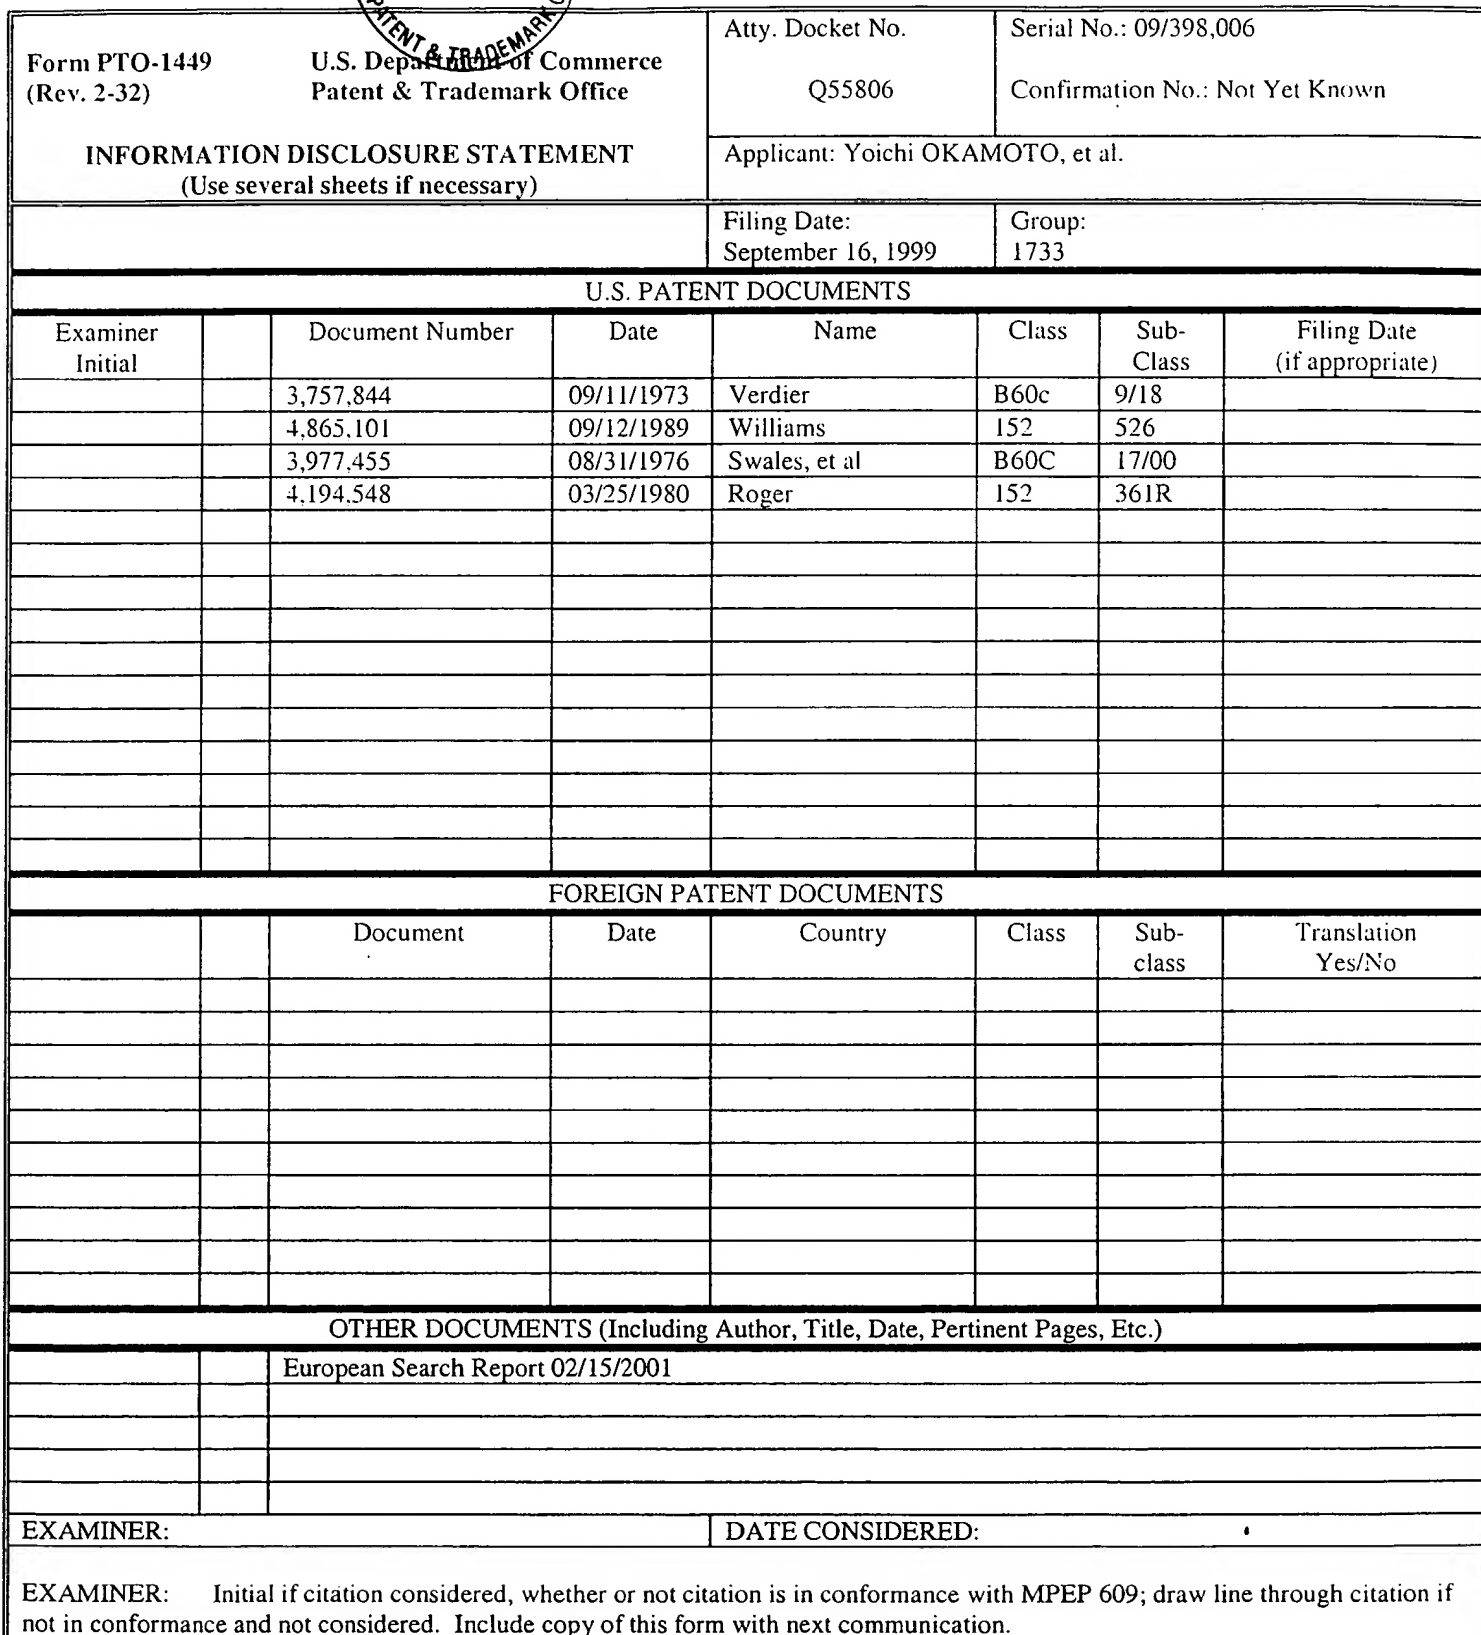 PATENT & TRADEMARK
Form PTO-1449
(Rev. 2-32)
U.S. Department of Commerce
Patent & Trademark Office
INFORMATION DISCLOSURE STATEMENT
(Use several sheets if necessary)
Atty. Docket No.
Q55806
Serial No.: 09/398,006
Confirmation No.: Not Yet Known
Applicant: Yoichi OKAMOTO, et al.
Filing Date:
September 16, 1999
Group:
1733
U.S. PATENT DOCUMENTS
Examiner Initial Document Number Date Name Class Sub-Class Filing Date (if appropriate)
3,757,844 09/11/1973 Verdier B60c 9/18
4,865,101 09/12/1989 Williams 152 526
3,977,455 08/31/1976 Swales, et al B60C 17/00
4,194,548 03/25/1980 Roger 152 361R
FOREIGN PATENT DOCUMENTS
Document Date Country Class Sub-class Translation Yes/No
OTHER DOCUMENTS (Including Author, Title, Date, Pertinent Pages, Etc.)
European Search Report 02/15/2001
EXAMINER: DATE CONSIDERED:
EXAMINER: Initial if citation considered, whether or not citation is in conformance with MPEP 609; draw line through citation if
not in conformance and not considered. Include copy of this form with next communication.